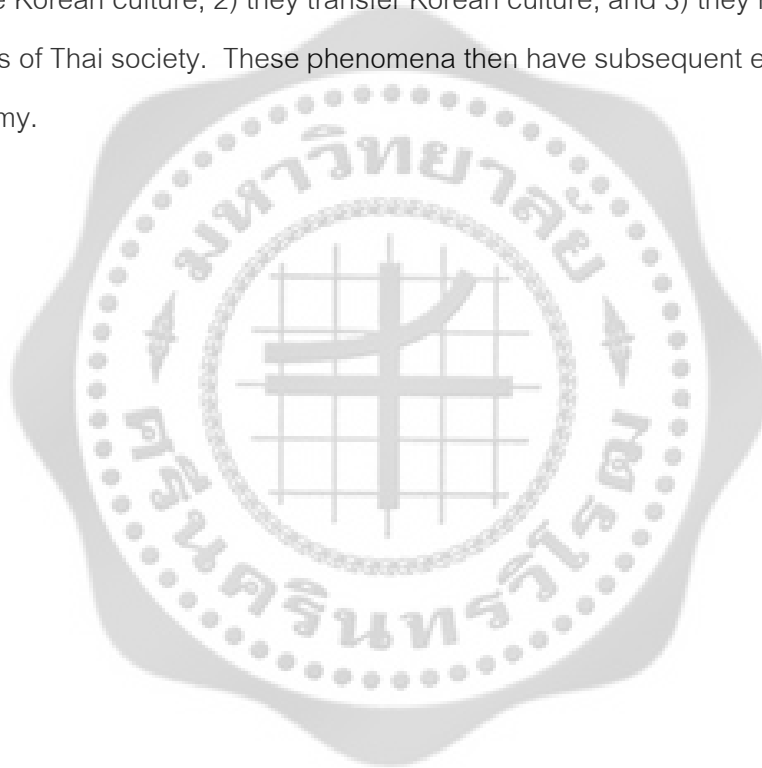 Korean culture, 2) they transfer Korean culture, and 3) they
of Thai society. These phenomena then have subsequent
my.
มหาวิทยาลัย
ศรีนครินทรวิโรฒ